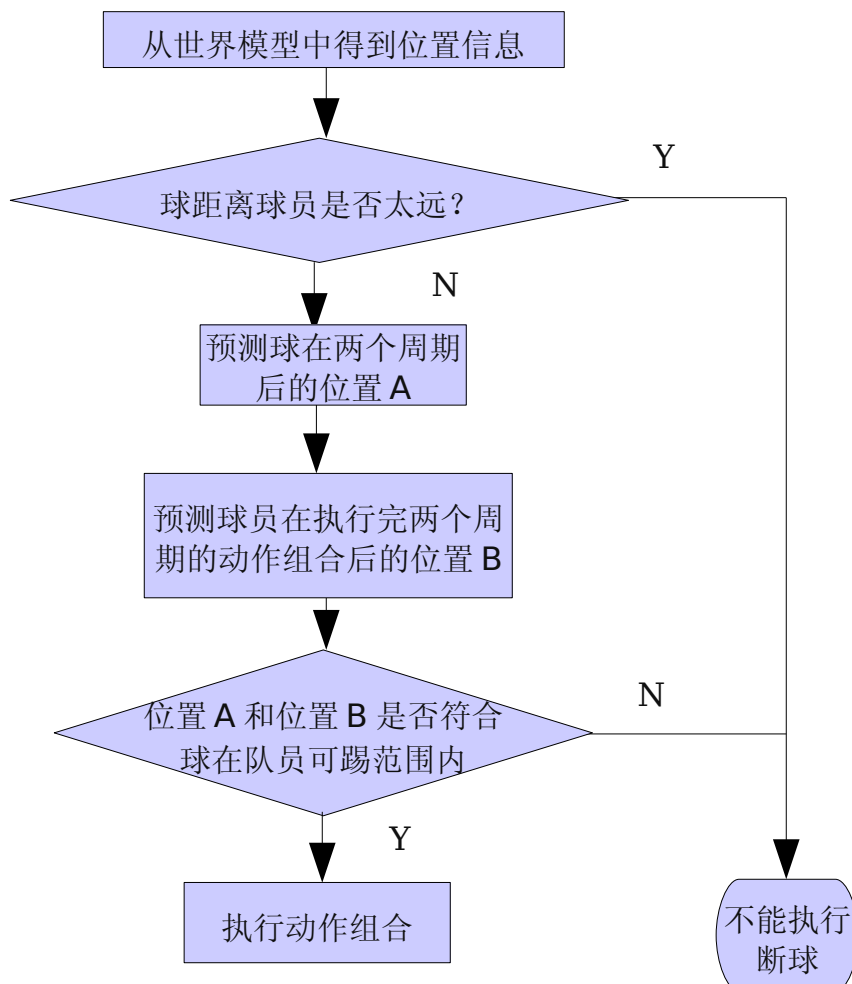 从世界模型中得到位置信息
Y
球距离球员是否太远？
N
预测球在两个周期
后的位置 A
预测球员在执行完两个周
期的动作组合后的位置 B
N
位置 A 和位置 B 是否符合
球在队员可踢范围内
Y
执行动作组合
不能执行
断球